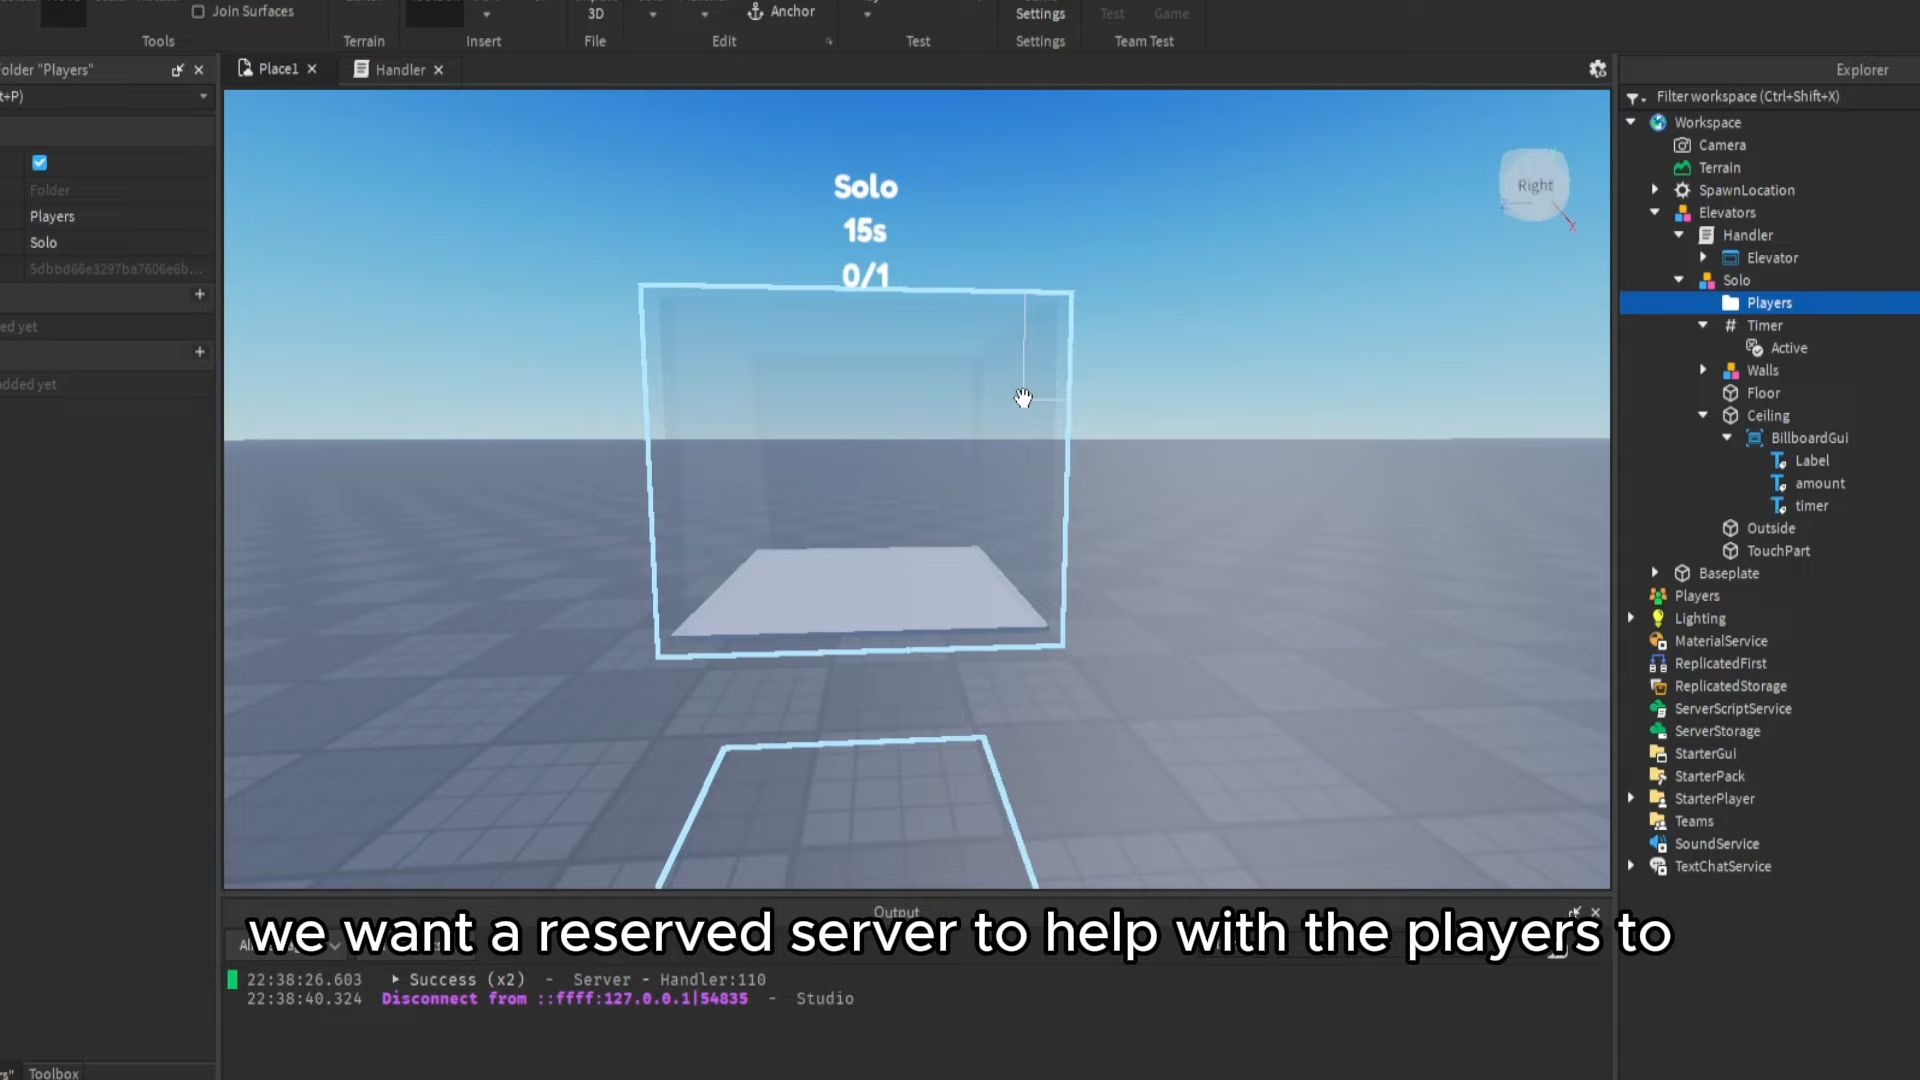 Join Surfaces
3D
Anchor
Settings
Test
Game
Tools
Terrain
Insert
File
Edit
Test
Settings
Team Test
older "Players"
Place1
Handler
Explorer
t+P)
Filter workspace (Ctrl+Shift+X)
Folder
Players
Solo
5dbbd66e3297ba7606e6b...
ed yet
added yet
Solo
15s
0/1
Right
Workspace
Camera
Terrain
SpawnLocation
Elevators
Handler
Elevator
Solo
Players
Timer
Active
Walls
Floor
Ceiling
BillboardGui
Label
amount
timer
Outside
TouchPart
Baseplate
Players
Lighting
MaterialService
ReplicatedFirst
ReplicatedStorage
ServerScriptService
ServerStorage
StarterGui
StarterPack
StarterPlayer
Teams
SoundService
TextChatService
Output
we want a reserved server to help with the players to
22:38:26.603 Success (x2) - Server - Handler:110
22:38:40.324 Disconnect from ::ffff:127.0.0.1|54835 - Studio
rs"
Toolbox